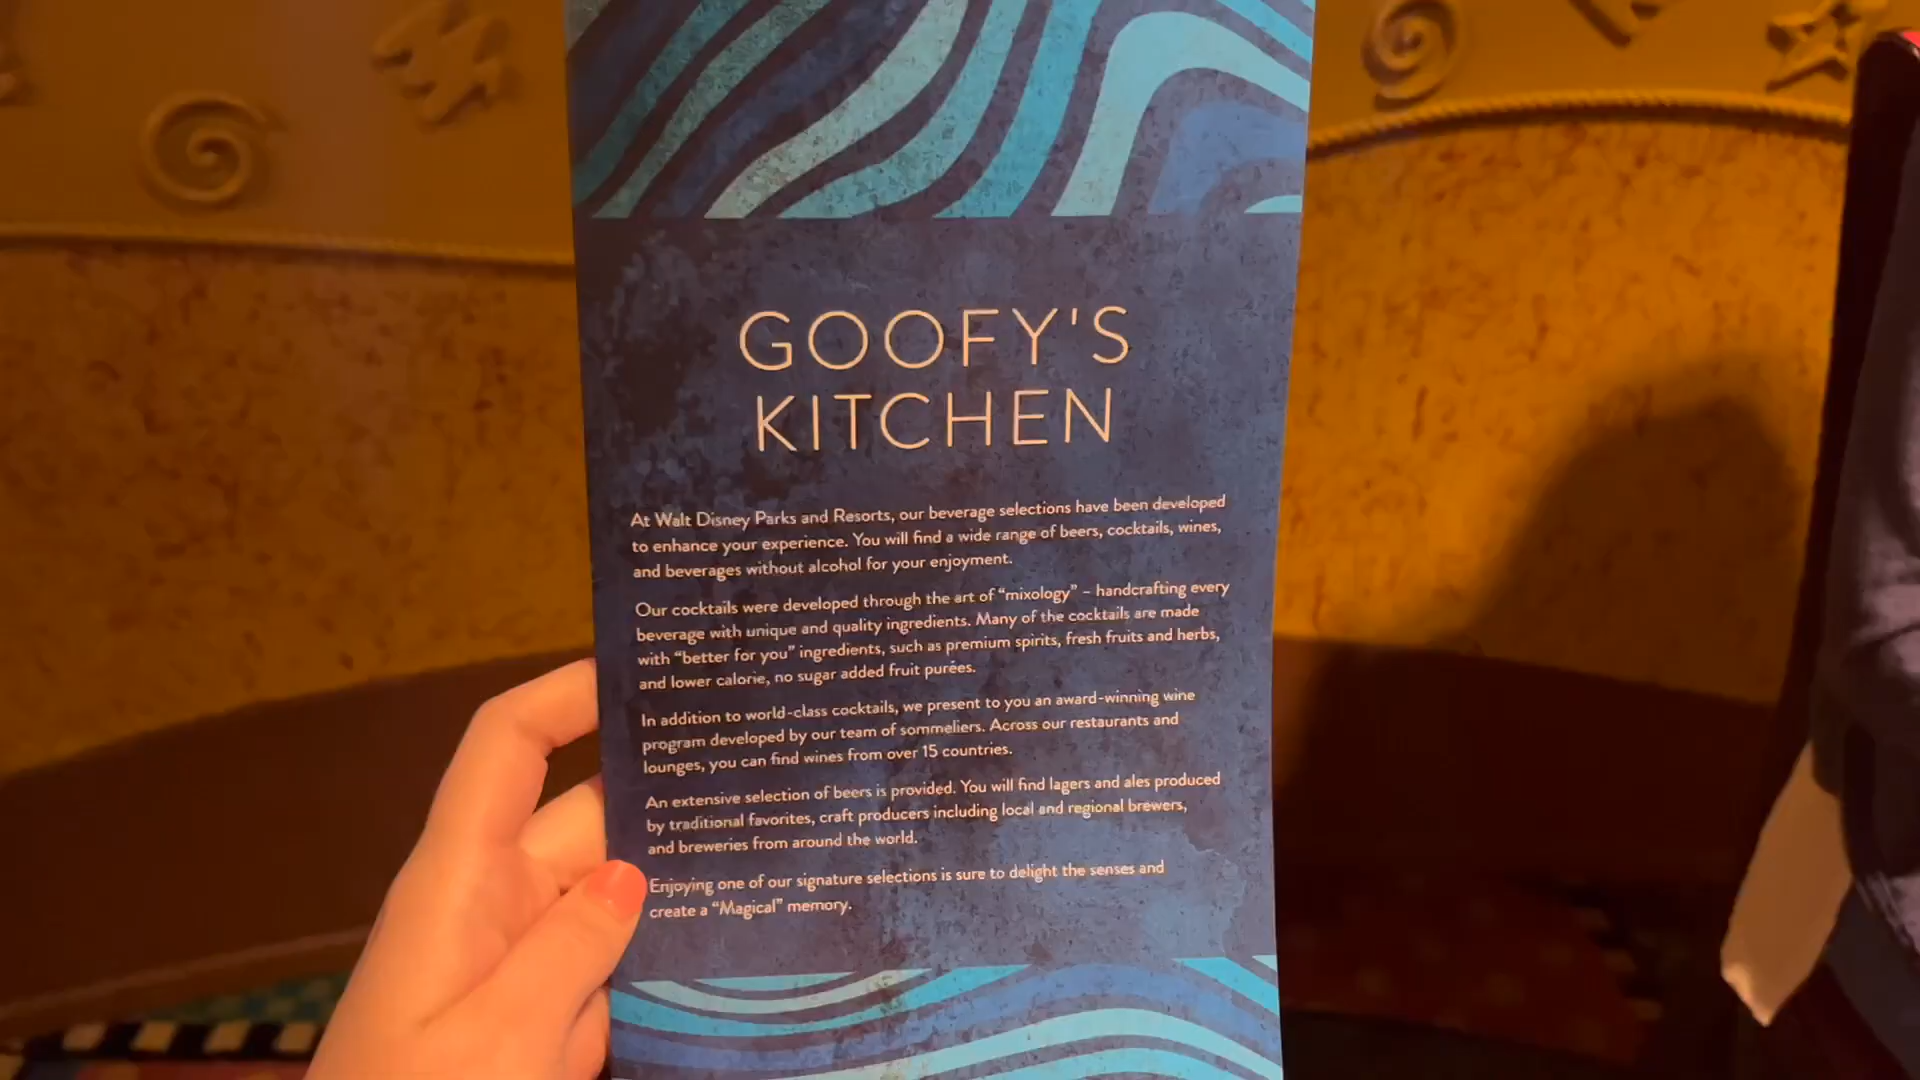 GOOFY'S
KITCHEN
At Walt Disney Parks and Resorts, our beverage selections have been developed
to enhance your experience. You will find a wide range of beers, cocktails, wines,
and beverages without alcohol for your enjoyment.
Our cocktails were developed through the art of “mixology” – handcrafting every
beverage with unique and quality ingredients. Many of the cocktails are made
with “better for you” ingredients, such as premium spirits, fresh fruits and herbs,
and lower calorie, no sugar added fruit purées.
In addition to world-class cocktails, we present to you an award-winning wine
program developed by our team of sommeliers. Across our restaurants and
lounges, you can find wines from over 15 countries.
An extensive selection of beers is provided. You will find lagers and ales produced
by traditional favorites, craft producers including local and regional brewers,
and breweries from around the world.
Enjoying one of our signature selections is sure to delight the senses and
create a “Magical” memory.